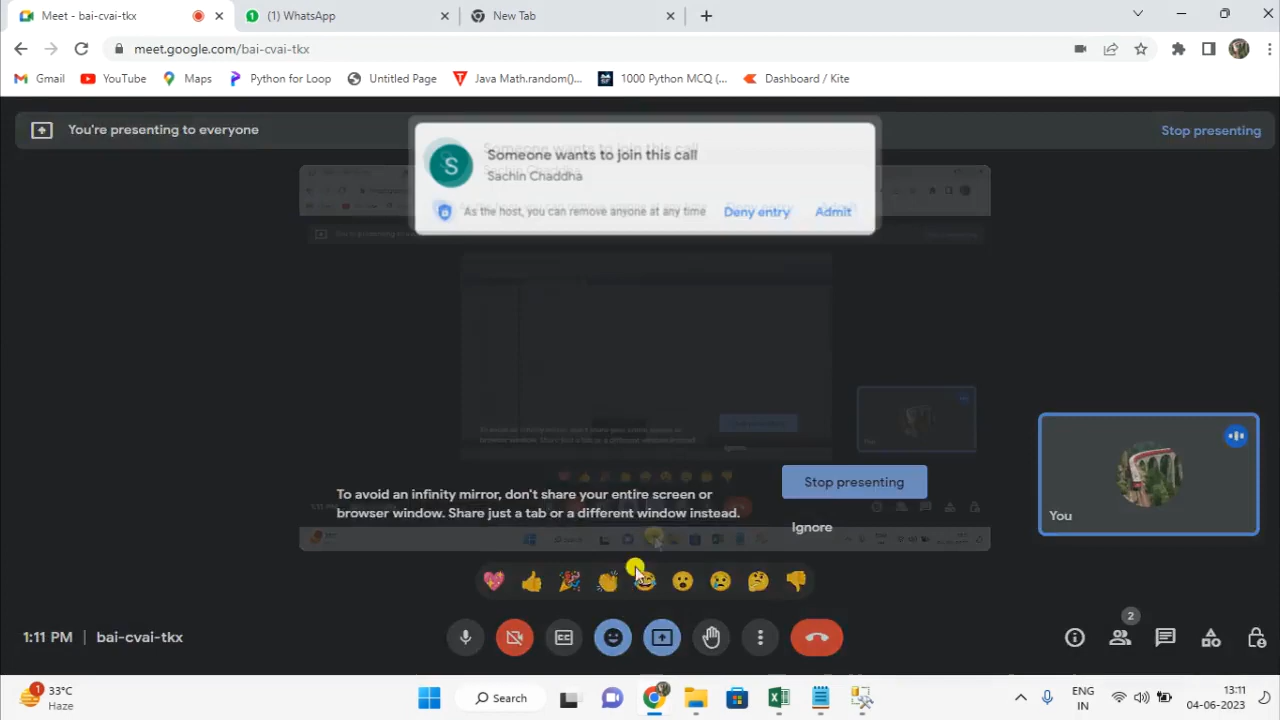 Meet - bai-cvai-tkx
(1) WhatsApp
New Tab
meet.google.com/bai-cvai-tkx
Gmail
YouTube
Maps
Python for Loop
Untitled Page
Java Math.random()...
1000 Python MCQ (...
Dashboard / Kite
You're presenting to everyone
Stop presenting
S
Someone wants to join this call
Sachin Chaddha
As the host, you can remove anyone at any time
Deny entry
Admit
To avoid an infinity mirror, don't share your entire screen or
browser window. Share just a tab or a different window instead.
Stop presenting
Ignore
You
1:11 PM | bai-cvai-tkx
2
1
33°C
Haze
Search
ENG
IN
13:11
04-06-2023